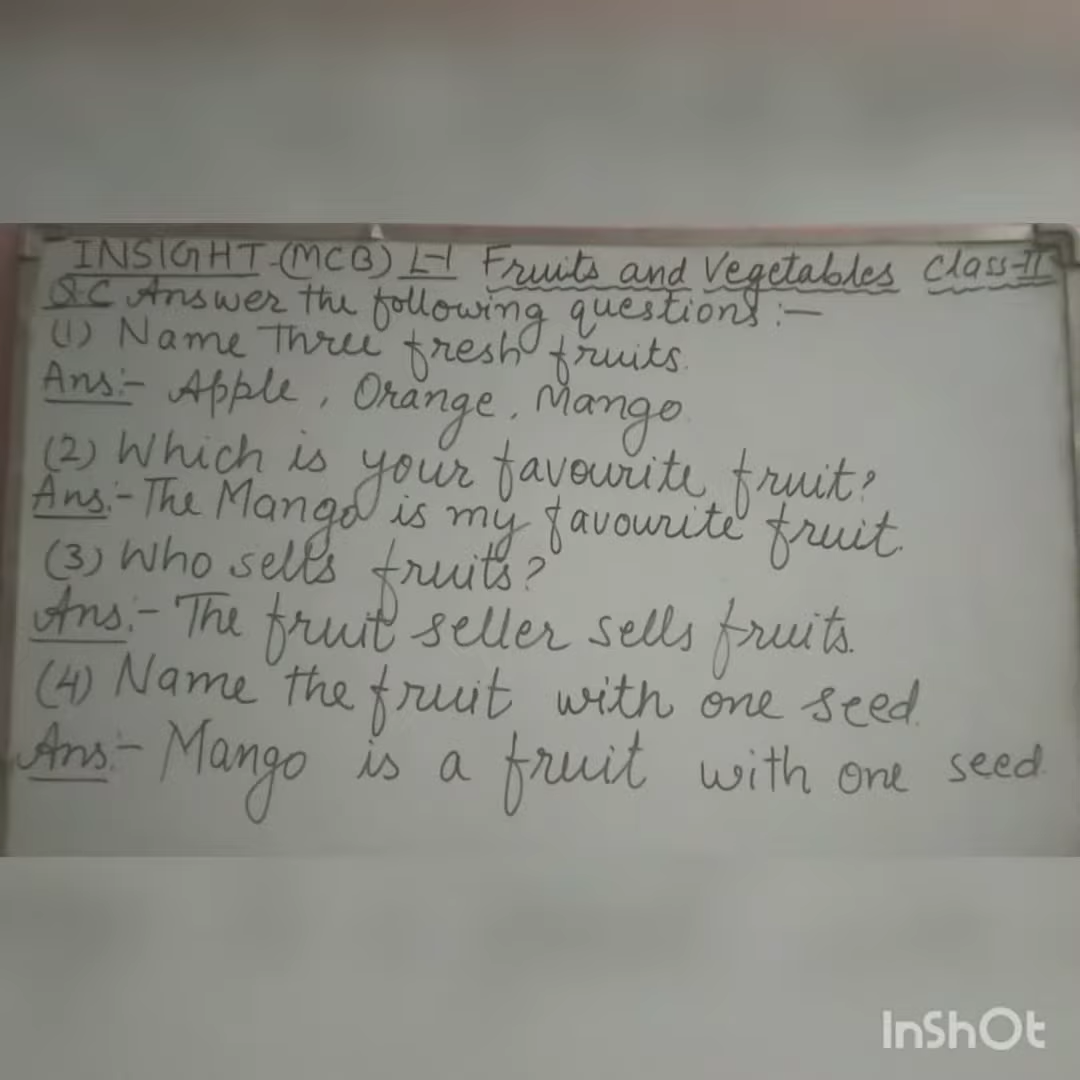 INSIGHT-(MCB) L-1 Fruits and Vegetables Class-II
Q.C Answer the following questions:-
(1) Name three fresh fruits.
Ans:- Apple, Orange, Mango.
(2) Which is your favourite fruit?
Ans:- The Mango is my favourite fruit.
(3) Who sells fruits?
Ans:- The fruit seller sells fruits.
(4) Name the fruit with one seed.
Ans:- Mango is a fruit with one seed.
InShOt